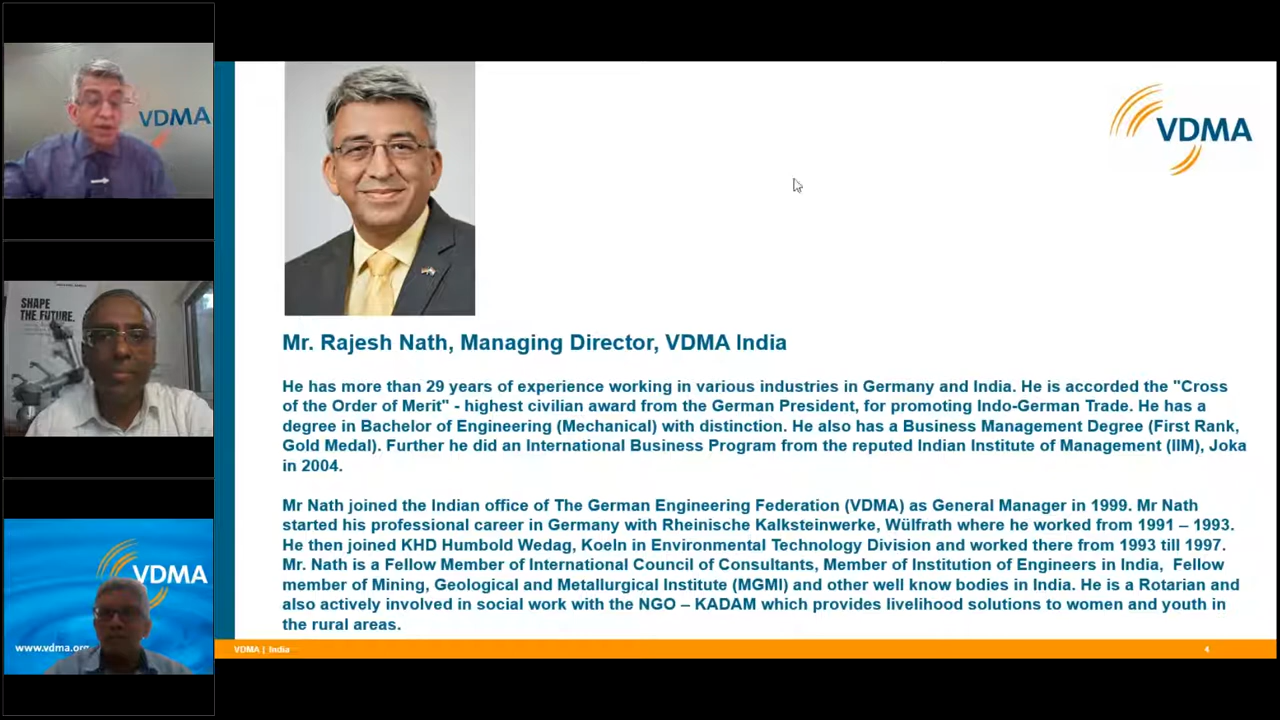 VDMA
SHAPE
THE FUTURE.
VDMA
www.vdma.org
VDMA
Mr. Rajesh Nath, Managing Director, VDMA India
He has more than 29 years of experience working in various industries in Germany and India. He is accorded the "Cross
of the Order of Merit" - highest civilian award from the German President, for promoting Indo-German Trade. He has a
degree in Bachelor of Engineering (Mechanical) with distinction. He also has a Business Management Degree (First Rank,
Gold Medal). Further he did an International Business Program from the reputed Indian Institute of Management (IIM), Joka
in 2004.
Mr Nath joined the Indian office of The German Engineering Federation (VDMA) as General Manager in 1999. Mr Nath
started his professional career in Germany with Rheinische Kalksteinwerke, Wülfrath where he worked from 1991 – 1993.
He then joined KHD Humbold Wedag, Koeln in Environmental Technology Division and worked there from 1993 till 1997.
Mr. Nath is a Fellow Member of International Council of Consultants, Member of Institution of Engineers in India, Fellow
member of Mining, Geological and Metallurgical Institute (MGMI) and other well know bodies in India. He is a Rotarian and
also actively involved in social work with the NGO – KADAM which provides livelihood solutions to women and youth in
the rural areas.
VDMA | India
4